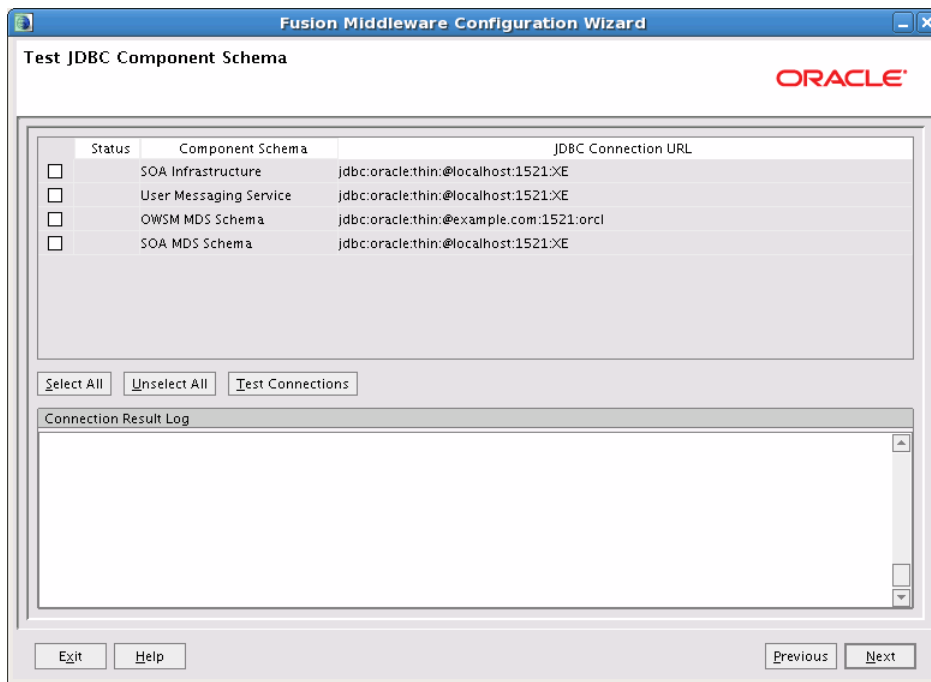 Fusion Middleware Configuration Wizard
Test JDBC Component Schema
ORACLE
Status Component Schema JDBC Connection URL
SOA Infrastructure jdbc:oracle:thin:@localhost:1521:XE
User Messaging Service jdbc:oracle:thin:@localhost:1521:XE
OWSM MDS Schema jdbc:oracle:thin:@example.com:1521:orcl
SOA MDS Schema jdbc:oracle:thin:@localhost:1521:XE
Select All Unselect All Test Connections
Connection Result Log
Exit Help Previous Next